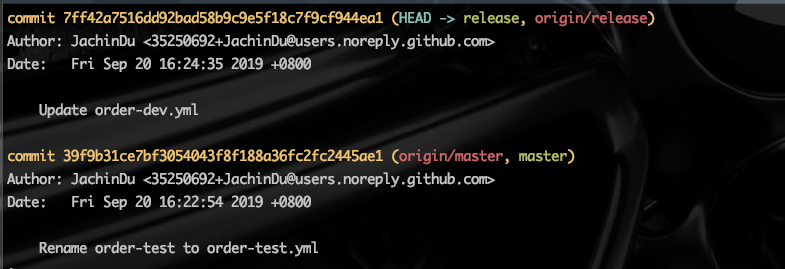 commit 7ff42a7516dd92bad58b9c9e5f18c7f9cf944ea1 (HEAD -> release, origin/release)
Author: JachinDu <35250692+JachinDu@users.noreply.github.com>
Date:   Fri Sep 20 16:24:35 2019 +0800
    Update order-dev.yml
commit 39f9b31ce7bf3054043f8f188a36fc2fc2445ae1 (origin/master, master)
Author: JachinDu <35250692+JachinDu@users.noreply.github.com>
Date:   Fri Sep 20 16:22:54 2019 +0800
    Rename order-test to order-test.yml